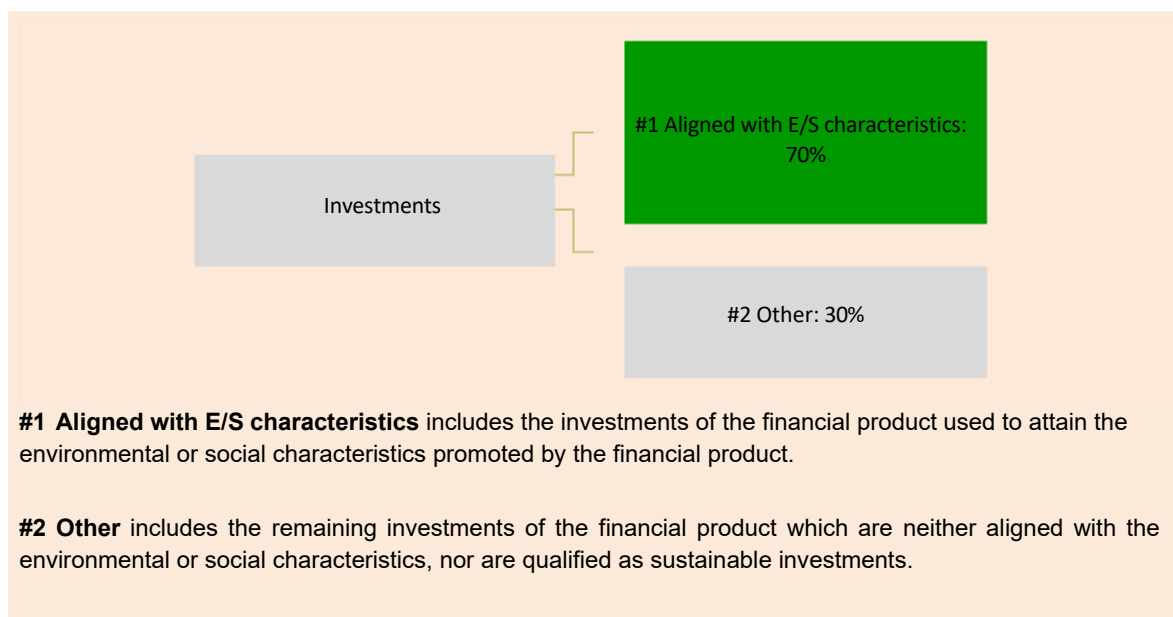 #1 Aligned with E/S characteristics:
70%
Investments
#2 Other: 30%
#1 Aligned with E/S characteristics includes the investments of the financial product used to attain the
environmental or social characteristics promoted by the financial product.
#2 Other includes the remaining investments of the financial product which are neither aligned with the
environmental or social characteristics, nor are qualified as sustainable investments.